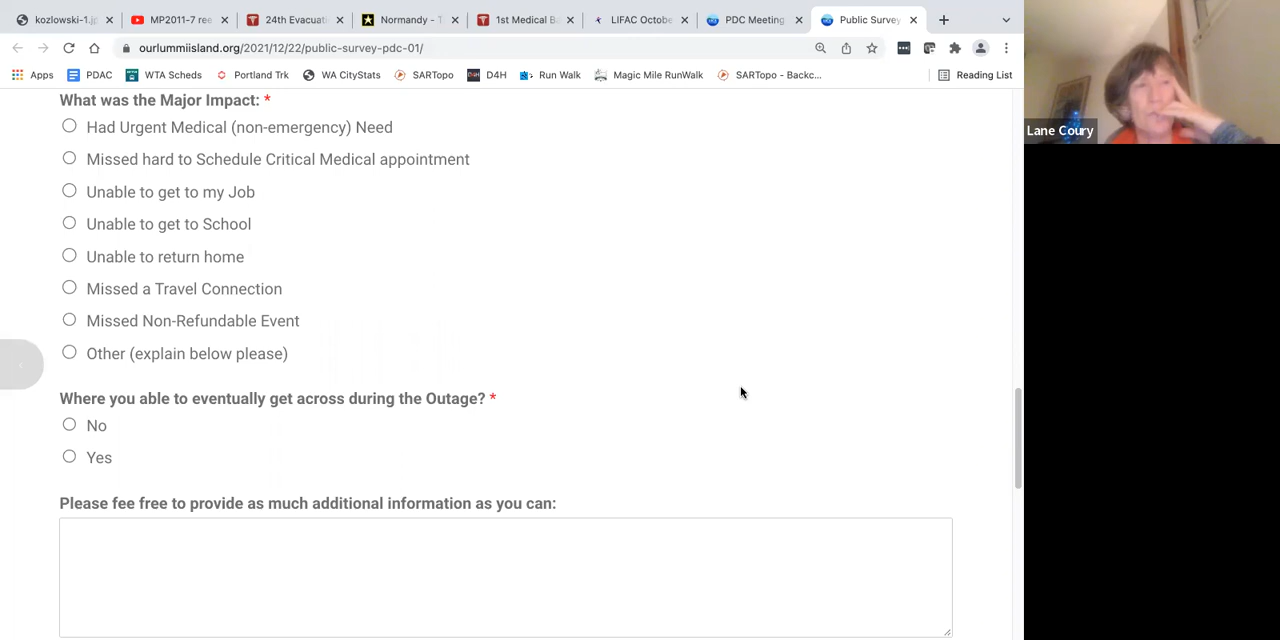 kozlowski-1.j
MP2011-7 ree
24th Evacuati
Normandy - T
1st Medical Ba
LIFAC Octobe
PDC Meeting
Public Survey
ourlummiisland.org/2021/12/22/public-survey-pdc-01/
Apps
PDAC
WTA Scheds
Portland Trk
WA CityStats
SARTopo
D4H
Run Walk
Magic Mile RunWalk
SARTopo - Backc...
Reading List
What was the Major Impact: *
Had Urgent Medical (non-emergency) Need
Missed hard to Schedule Critical Medical appointment
Unable to get to my Job
Unable to get to School
Unable to return home
Missed a Travel Connection
Missed Non-Refundable Event
Other (explain below please)
Where you able to eventually get across during the Outage? *
No
Yes
Please fee free to provide as much additional information as you can:
Lane Coury